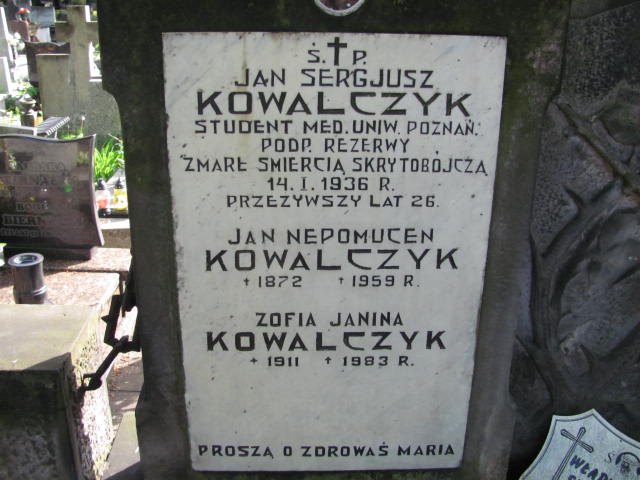 Ś. † P.
JAN SERGJUSZ
KOWALCZYK
STUDENT MED. UNIW. POZNAŃ.
PODP. REZERWY
ZMARŁ ŚMIERCIĄ SKRYTOBÓJCZĄ
14. I. 1936 R.
PRZEŻYWSZY LAT 26.
JAN NEPOMUCEN
KOWALCZYK
† 1872 † 1959 R.
ZOFIA JANINA
KOWALCZYK
† 1911 † 1983 R.
PROSZĄ O ZDROWAŚ MARIA